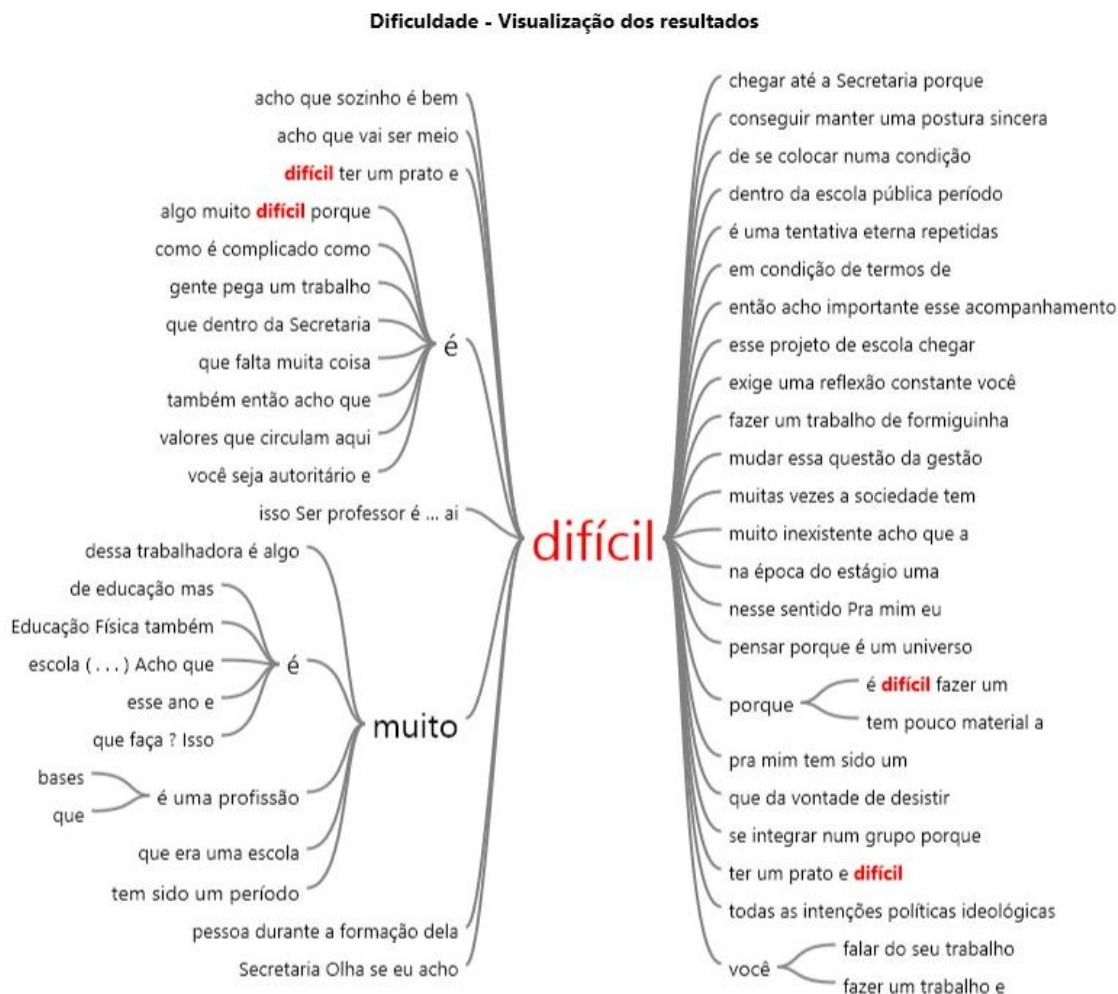 Dificuldade - Visualização dos resultados
acho que sozinho é bem
acho que vai ser meio
difícil ter um prato e
algo muito difícil porque
como é complicado como
gente pega um trabalho
que dentro da Secretaria
que falta muita coisa
também então acho que
valores que circulam aqui
você seja autoritário e
é
isso Ser professor é ... ai
dessa trabalhadora é algo
de educação mas
Educação Física também
escola ( . . . ) Acho que
esse ano e
que faça ? Isso
é
bases
que
é uma profissão
que era uma escola
tem sido um período
muito
pessoa durante a formação dela
Secretaria Olha se eu acho
difícil
chegar até a Secretaria porque
conseguir manter uma postura sincera
de se colocar numa condição
dentro da escola pública período
é uma tentativa eterna repetidas
em condição de termos de
então acho importante esse acompanhamento
esse projeto de escola chegar
exige uma reflexão constante você
fazer um trabalho de formiguinha
mudar essa questão da gestão
muitas vezes a sociedade tem
muito inexistente acho que a
na época do estágio uma
nesse sentido Pra mim eu
pensar porque é um universo
porque
é difícil fazer um
tem pouco material a
pra mim tem sido um
que da vontade de desistir
se integrar num grupo porque
ter um prato e difícil
todas as intenções políticas ideológicas
você
falar do seu trabalho
fazer um trabalho e